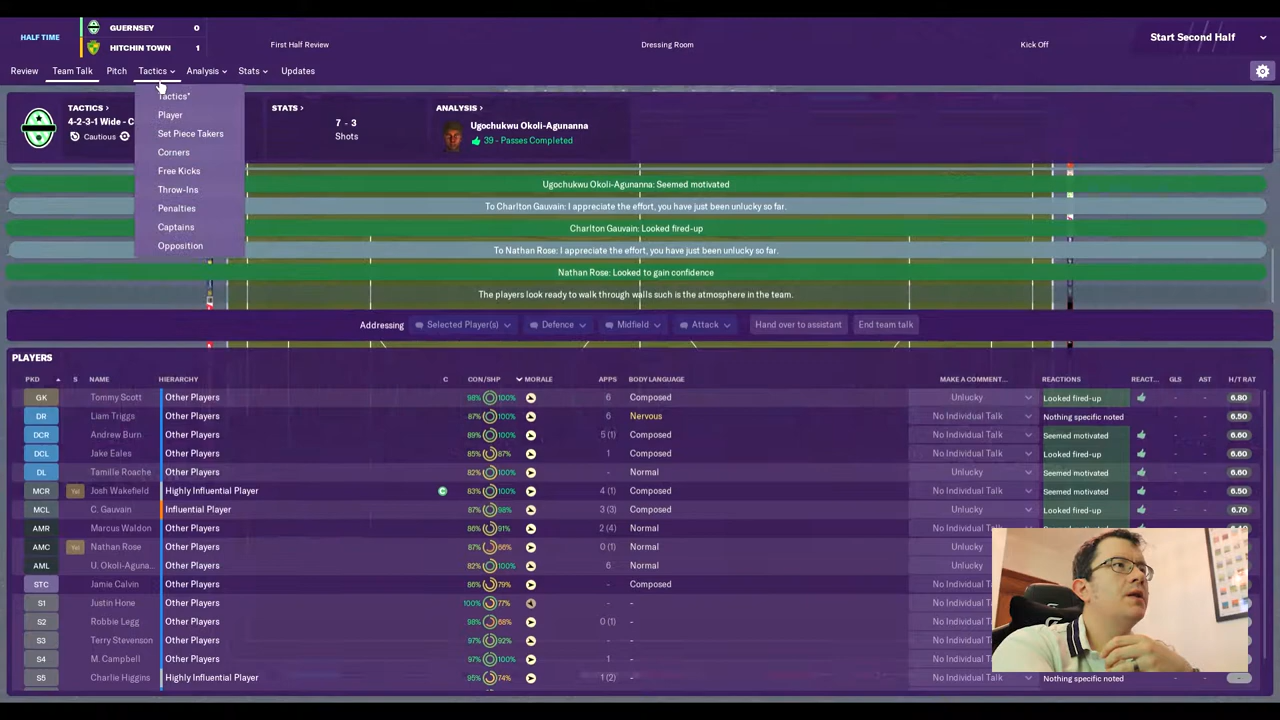 HALF TIME
GUERNSEY 0
HITCHIN TOWN 1
First Half Review
Dressing Room
Kick Off
Start Second Half
Review Team Talk Pitch Tactics Analysis Stats Updates
Tactics*
Player
Set Piece Takers
Corners
Free Kicks
Throw-Ins
Penalties
Captains
Opposition
TACTICS >
4-2-3-1 Wide - C
Cautious
STATS >
7 - 3
Shots
ANALYSIS >
Ugochukwu Okoli-Agunanna
39 - Passes Completed
Ugochukwu Okoli-Agunanna: Seemed motivated
To Charlton Gauvain: I appreciate the effort, you have just been unlucky so far.
Charlton Gauvain: Looked fired-up
To Nathan Rose: I appreciate the effort, you have just been unlucky so far.
Nathan Rose: Looked to gain confidence
The players look ready to walk through walls such is the atmosphere in the team.
Addressing Selected Player(s) Defence Midfield Attack Hand over to assistant End team talk
PLAYERS
PKD S NAME HIERARCHY C CON/SHP MORALE APPS BODY LANGUAGE MAKE A COMMENT... REACTIONS REACT... GLS AST H/T RAT
GK Tommy Scott Other Players 98% 100% 6 Composed Unlucky Looked fired-up - - 6.80
DR Liam Triggs Other Players 87% 100% 6 Nervous No Individual Talk Nothing specific noted - - 6.50
DCR Andrew Burn Other Players 89% 100% 5 (1) Composed No Individual Talk Seemed motivated - - 6.60
DCL Jake Eales Other Players 85% 87% 1 Composed No Individual Talk Looked fired-up - - 6.60
DL Tamille Roache Other Players 82% 100% - Normal Unlucky Seemed motivated - - 6.60
MCR Yel Josh Wakefield Highly Influential Player C 83% 100% 4 (1) Composed No Individual Talk Seemed motivated - - 6.50
MCL C. Gauvain Influential Player 87% 98% 3 (3) Composed Unlucky Looked fired-up - - 6.70
AMR Marcus Waldon Other Players 86% 91% 2 (4) Normal No Individual Talk
AMC Yel Nathan Rose Other Players 87% 66% 0 (1) Normal Unlucky
AML U. Okoli-Aguna... Other Players 82% 100% 6 Normal Unlucky
STC Jamie Calvin Other Players 86% 79% - Composed No Individual
S1 Justin Hone Other Players 100% 77% - - No Individual
S2 Robbie Legg Other Players 98% 68% 0 (1) - No Individual
S3 Terry Stevenson Other Players 97% 92% - - No Individual
S4 M. Campbell Other Players 97% 100% 1 - No Individual
S5 Charlie Higgins Highly Influential Player 95% 74% 1 (2) - No Individual Talk Nothing specific noted - - -